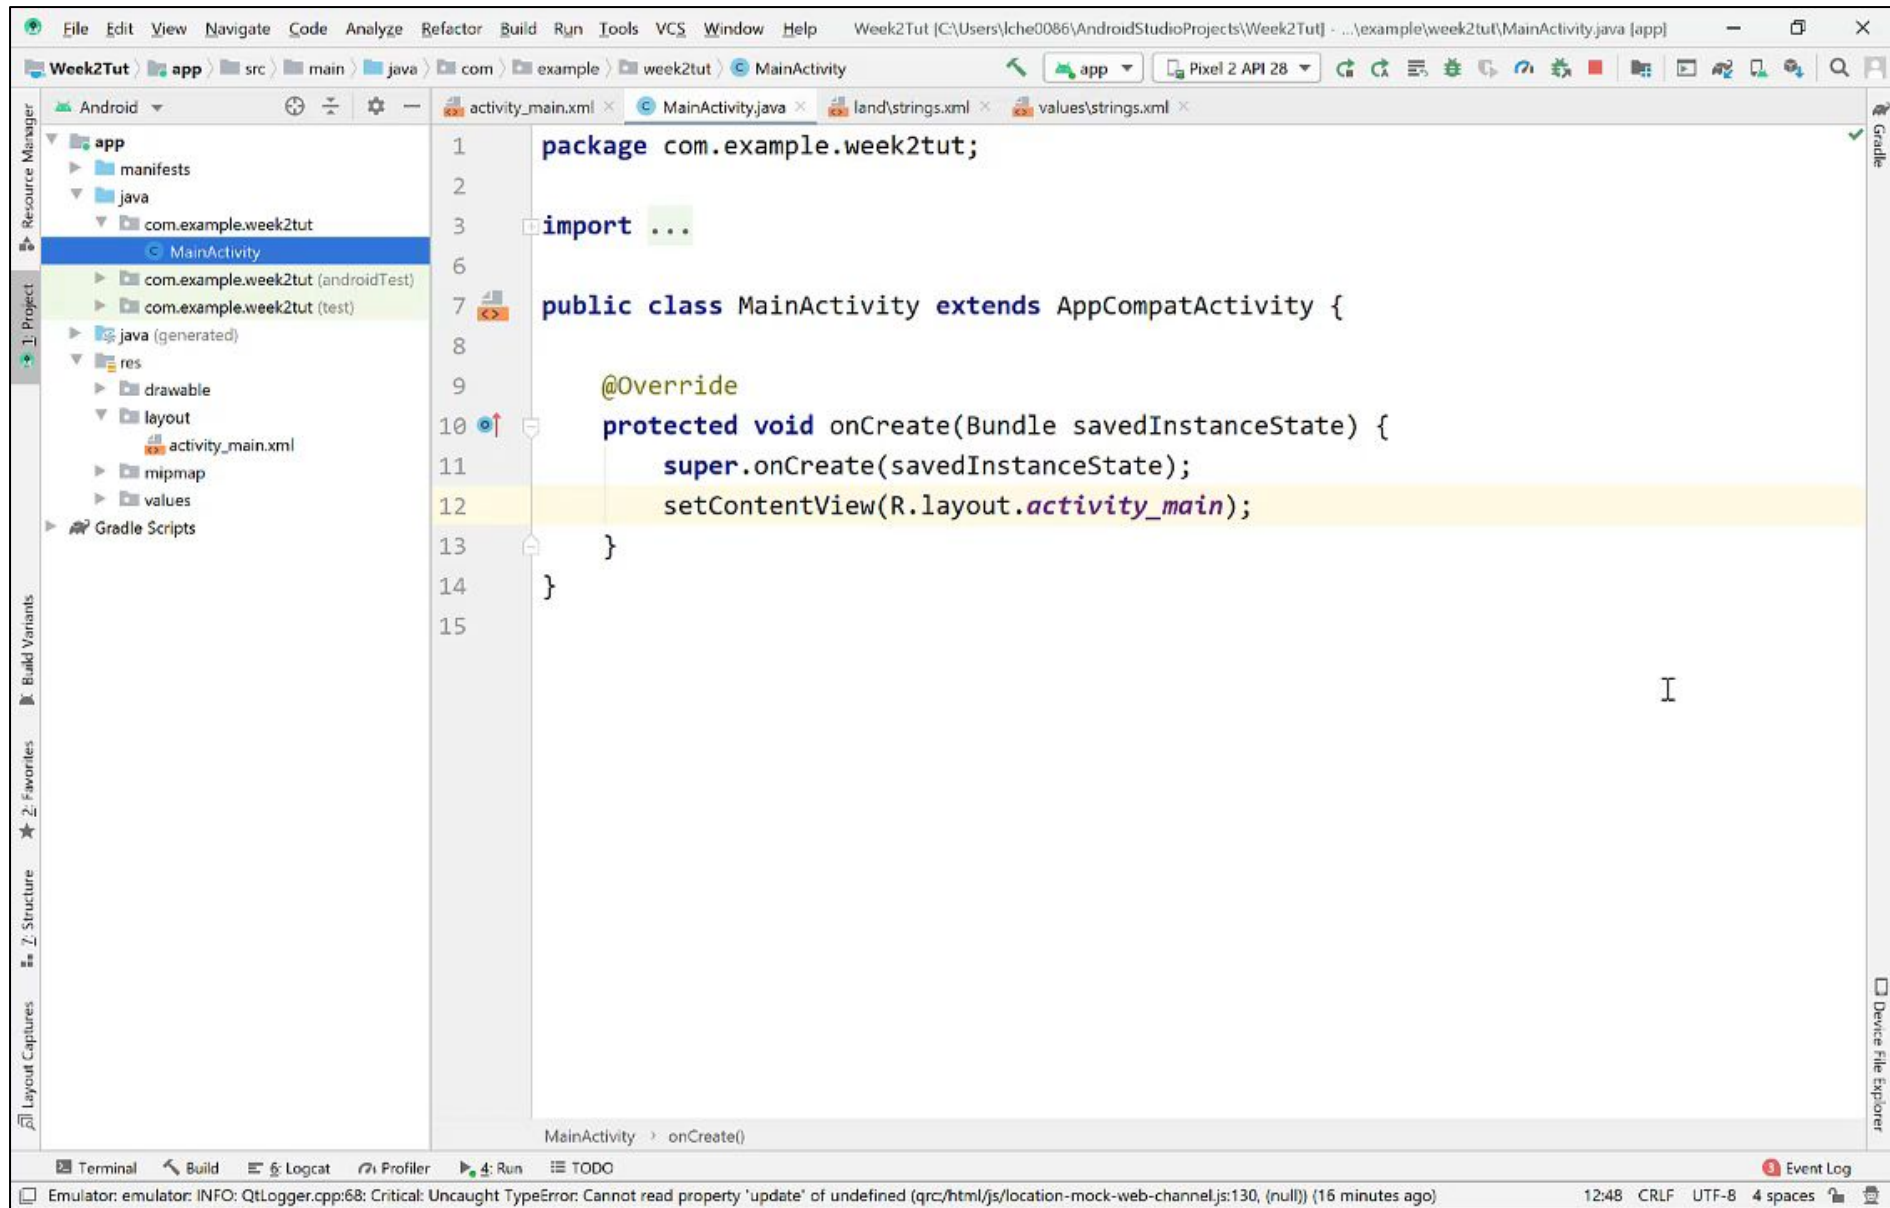 File Edit View Navigate Code Analyze Refactor Build Run Tools VCS Window Help Week2Tut [C:\Users\lche0086\AndroidStudioProjects\Week2Tut] - ...\example\week2tut\MainActivity.java [app]
Week2Tut app src main java com example week2tut MainActivity app Pixel 2 API 28
Android
activity_main.xml MainActivity.java land\strings.xml values\strings.xml
Resource Manager
1: Project
Build Variants
2: Favorites
7: Structure
Layout Captures
app
manifests
java
com.example.week2tut
MainActivity
com.example.week2tut (androidTest)
com.example.week2tut (test)
java (generated)
res
drawable
layout
activity_main.xml
mipmap
values
Gradle Scripts
1 package com.example.week2tut;
2
3 import ...
6
7 public class MainActivity extends AppCompatActivity {
8
9 @Override
10 protected void onCreate(Bundle savedInstanceState) {
11 super.onCreate(savedInstanceState);
12 setContentView(R.layout.activity_main);
13 }
14 }
15
Gradle
Device File Explorer
MainActivity › onCreate()
Terminal Build 6: Logcat Profiler 4: Run TODO 3 Event Log
Emulator: emulator: INFO: QtLogger.cpp:68: Critical: Uncaught TypeError: Cannot read property 'update' of undefined (qrc:/html/js/location-mock-web-channel.js:130, (null)) (16 minutes ago) 12:48 CRLF UTF-8 4 spaces